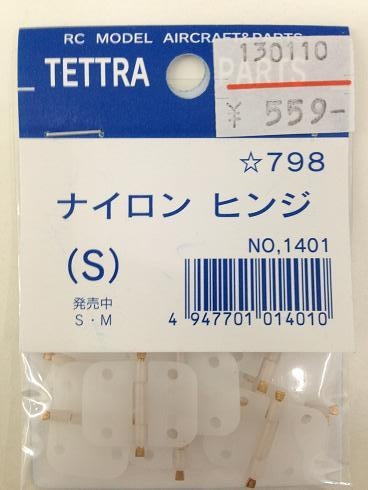 RC MODEL AIRCRAFT&PARTS
TETTRA PARTS
130110
¥ 559-
☆798
ナイロン ヒンジ
(S)
NO,1401
発売中
S・M
4 947701 014010